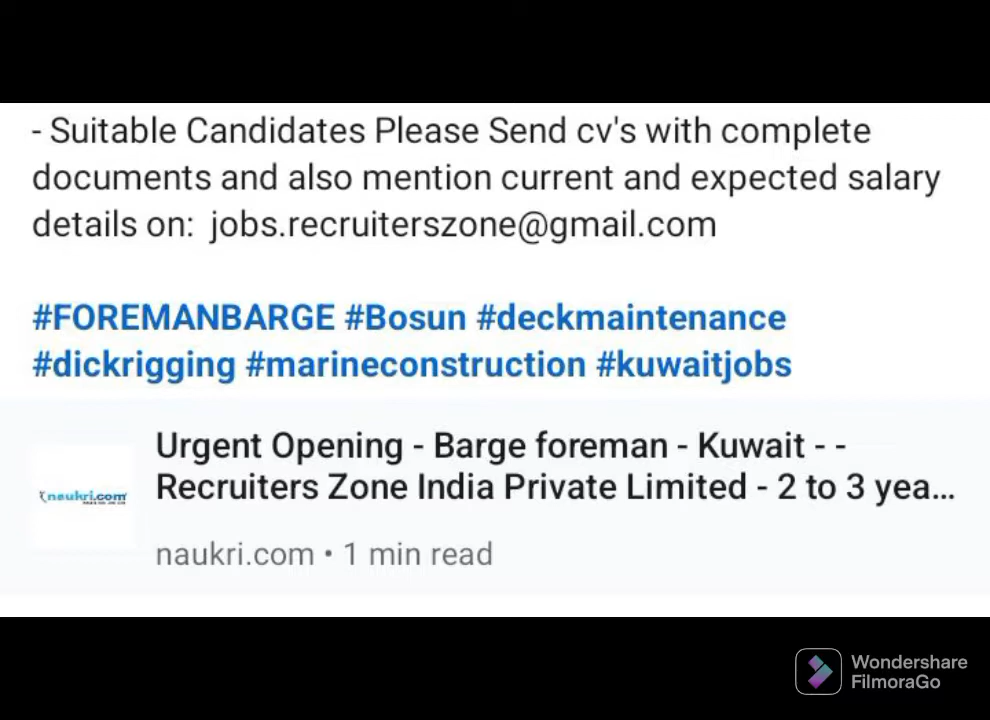 - Suitable Candidates Please Send cv's with complete
documents and also mention current and expected salary
details on: jobs.recruiterszone@gmail.com
#FOREMANBARGE #Bosun #deckmaintenance
#dickrigging #marineconstruction #kuwaitjobs
Urgent Opening - Barge foreman - Kuwait - -
Recruiters Zone India Private Limited - 2 to 3 yea...
naukri.com
naukri.com • 1 min read
Wondershare
FilmoraGo